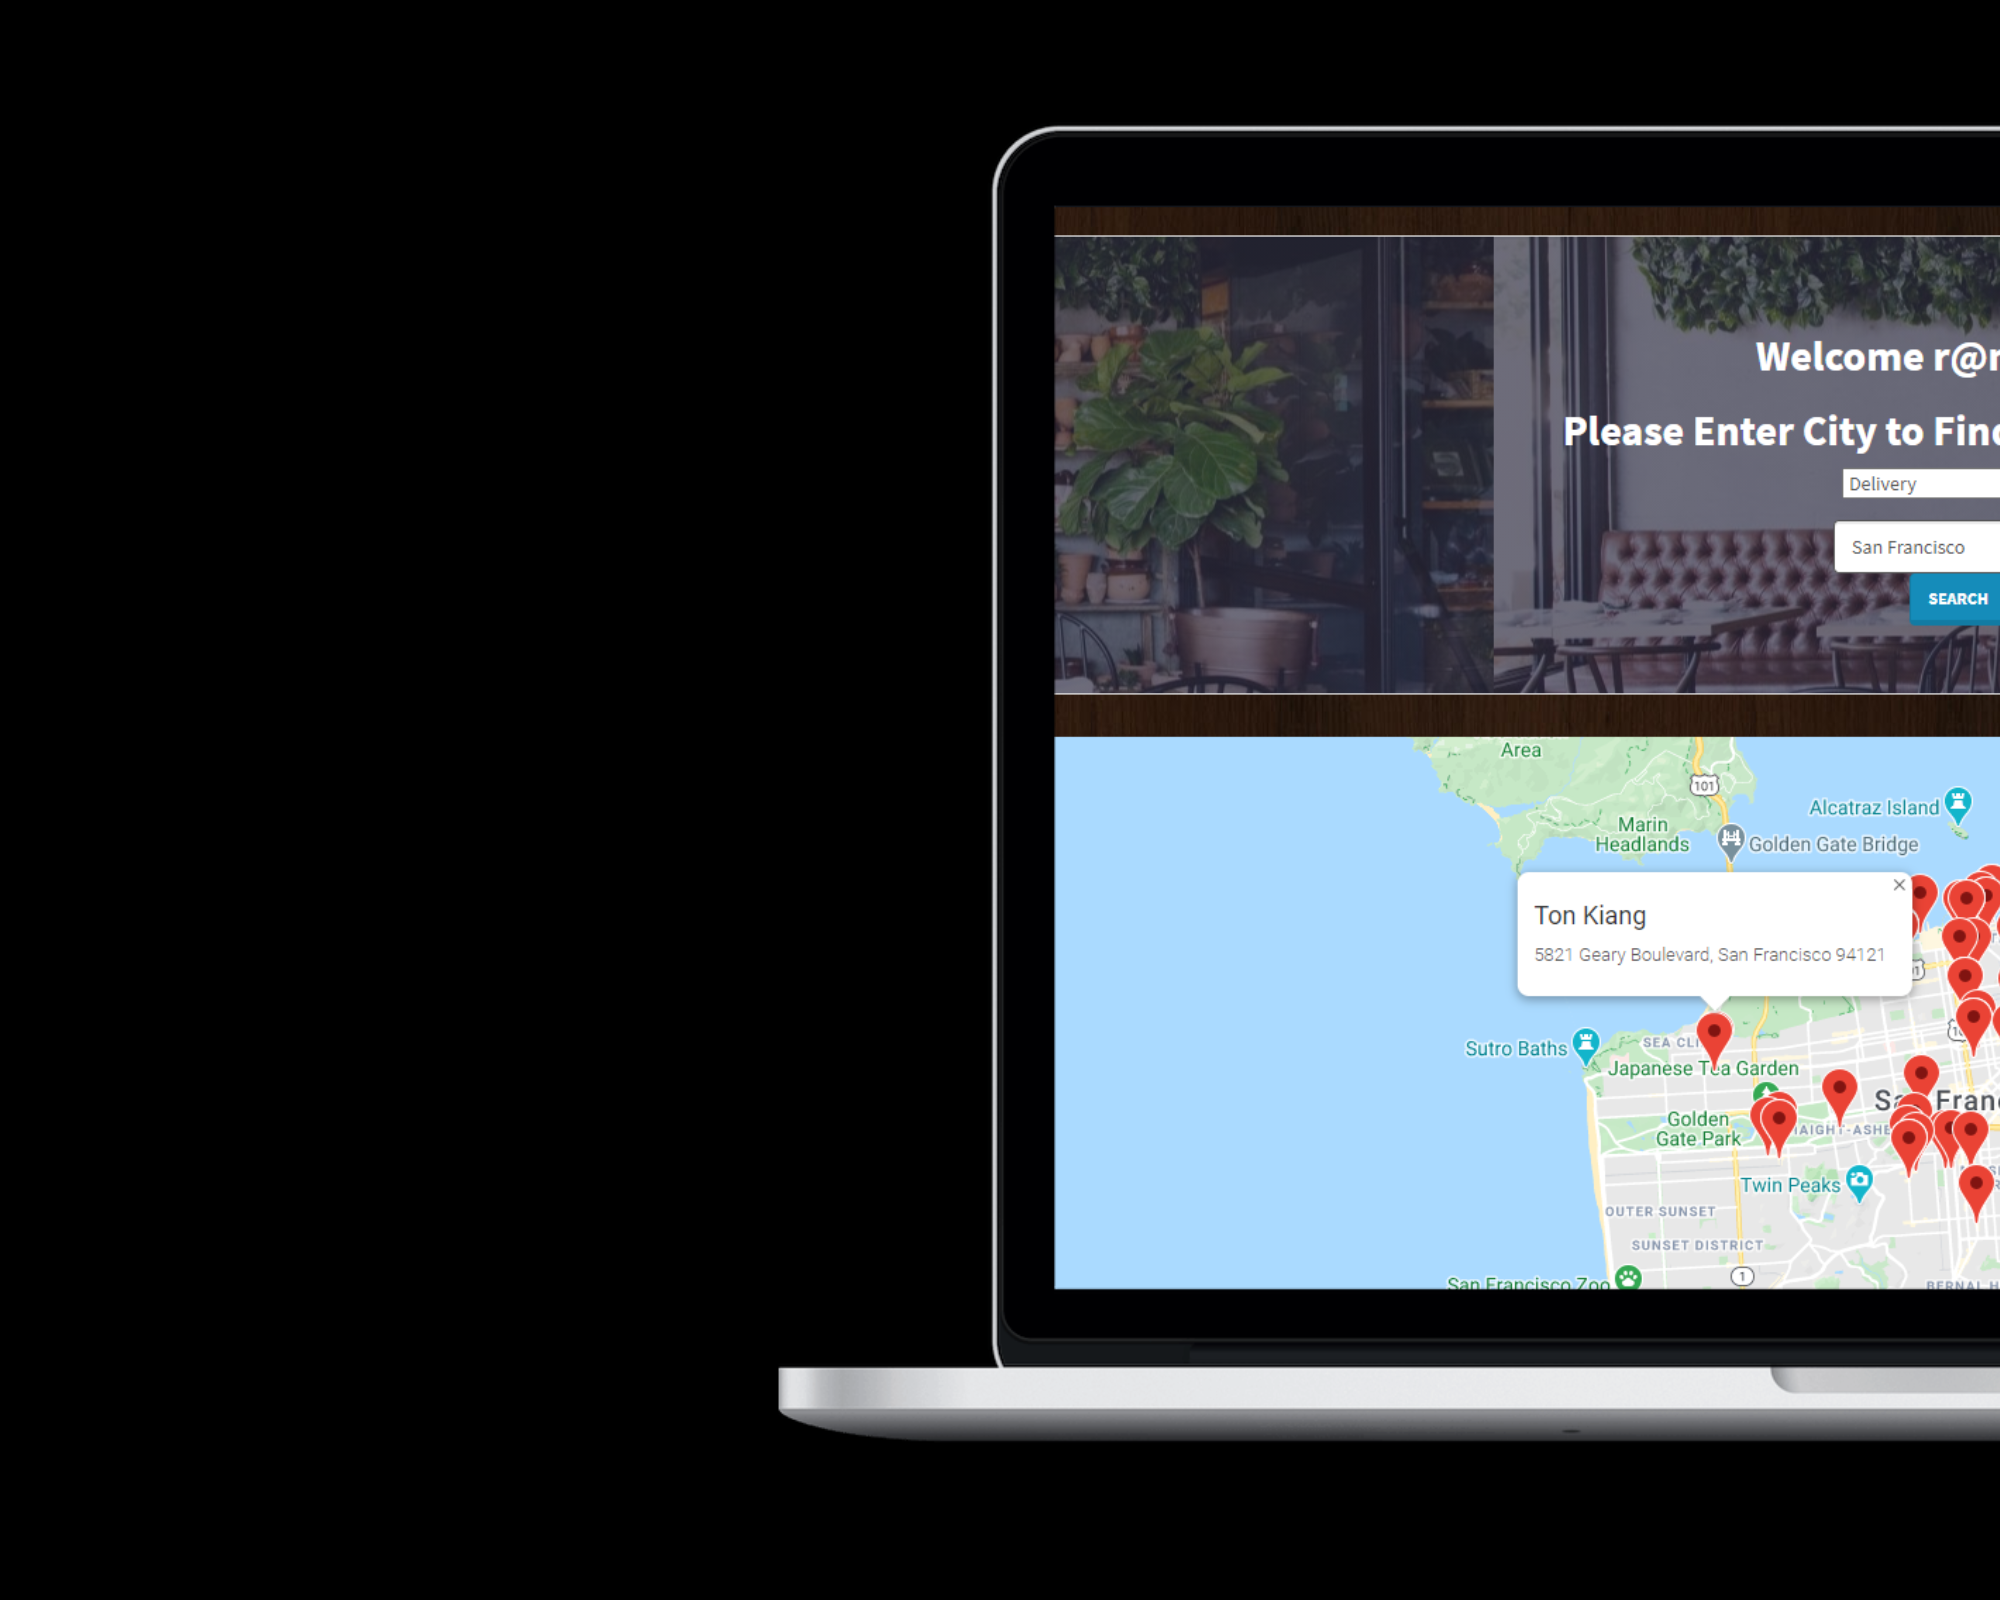 Welcome r@r
Please Enter City to Find
Delivery
San Francisco
SEARCH
Area
101
Alcatraz Island
Marin
Headlands
Golden Gate Bridge
Ton Kiang
5821 Geary Boulevard, San Francisco 94121
Sutro Baths
SEA CLI
Japanese Tea Garden
Golden
Gate Park
HAIGHT-ASHB
Twin Peaks
OUTER SUNSET
SUNSET DISTRICT
1
San Francisco Zoo
BERNAL H